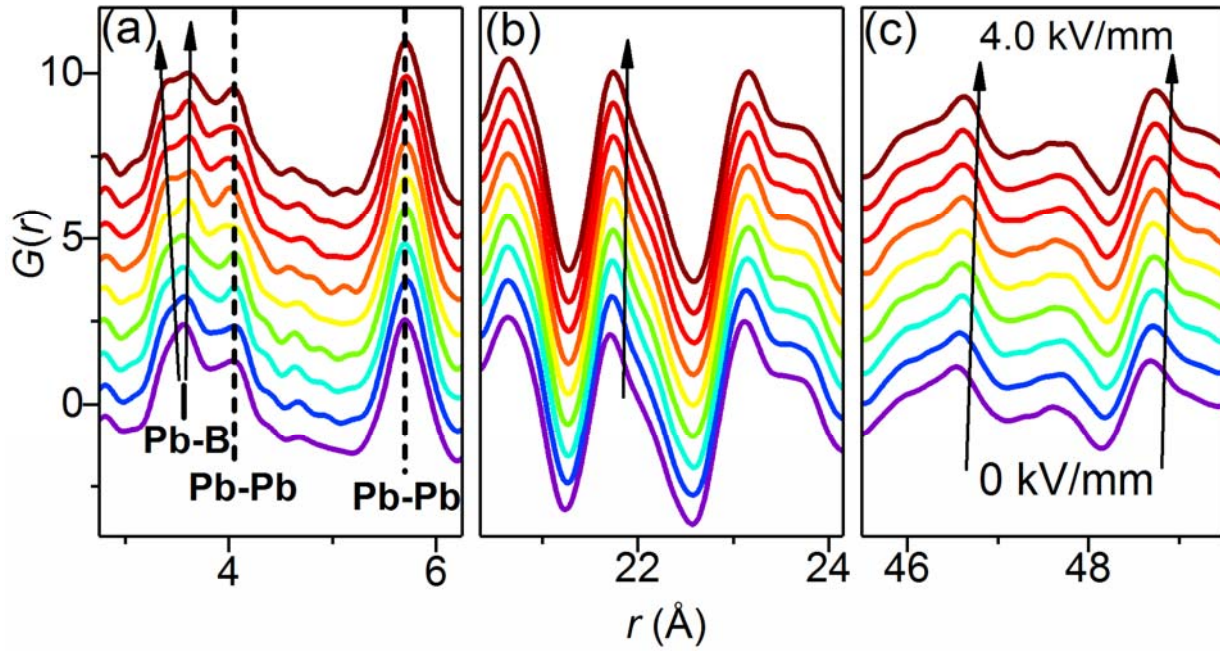 (a)
(b)
(c)
4.0 kV/mm
10
5
0
G(r)
Pb-B
Pb-Pb
Pb-Pb
0 kV/mm
4
6
22
24
46
48
r (Å)